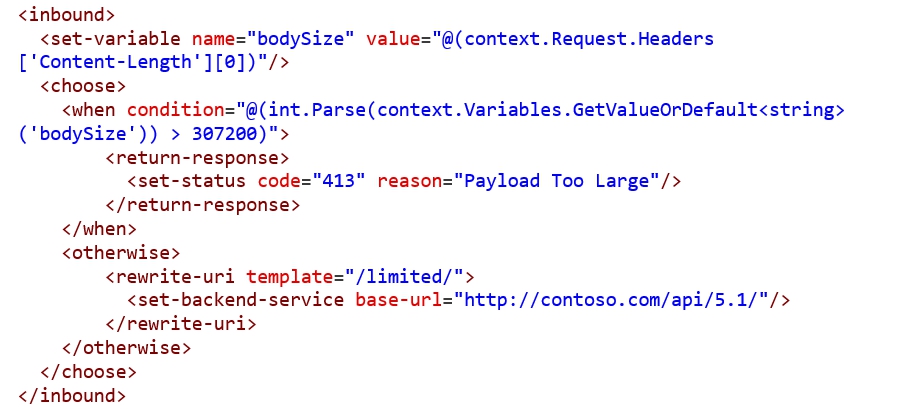 <inbound>
<set-variable name="bodySize" value="@(context.Request.Headers
['Content-Length'][0])"/>
<choose>
<when condition="@(int.Parse(context.Variables.GetValueOrDefault<string>
('bodySize')) > 307200)">
<return-response>
<set-status code="413" reason="Payload Too Large"/>
</return-response>
</when>
<otherwise>
<rewrite-uri template="/limited/">
<set-backend-service base-url="http://contoso.com/api/5.1/"/>
</rewrite-uri>
</otherwise>
</choose>
</inbound>